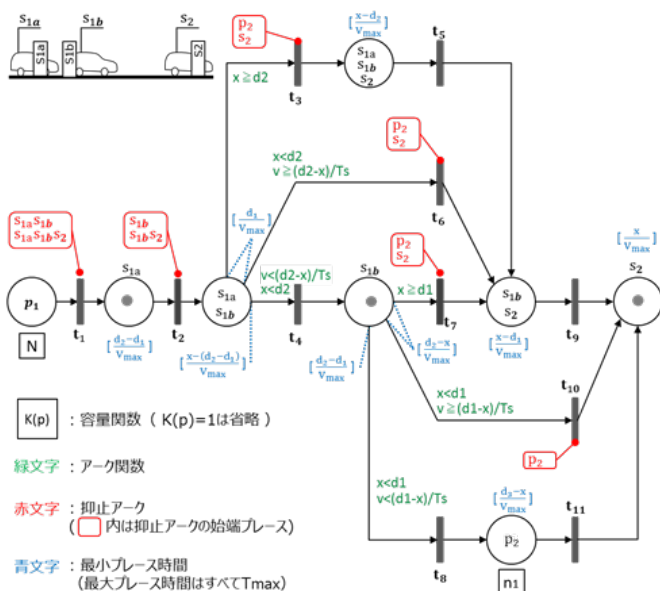 s1a s1b s2
S1a S1b S2
[x-d2/Vmax]
t5
p2
s2
t3
s1a
s1b
s2
x≧d2
p2
s2
x<d2
v≧(d2-x)/Ts
t6
s1as1b
s1as1bs2
s1b
s1bs2
[d1/Vmax]
p2
s2
[x/Vmax]
s1a
v<(d2-x)/Ts
x<d2
s1b
x≧d1
s2
p1
t1
t2
s1a
s1b
t4
t7
s1b
s2
t9
N
[d2-d1/Vmax]
[x-(d2-d1)/Vmax]
[d2-d1/Vmax]
[d2-x/Vmax]
[x-d1/Vmax]
t10
x<d1
v≧(d1-x)/Ts
p2
K(p) : 容量関数 ( K(p)=1は省略 )
緑文字 : アーク関数
x<d1
v<(d1-x)/Ts
[d3-x/Vmax]
t11
赤文字 : 抑止アーク
( 内は抑止アークの始端プレース)
p2
t8
n1
青文字 : 最小プレース時間
(最大プレース時間はすべてTmax)